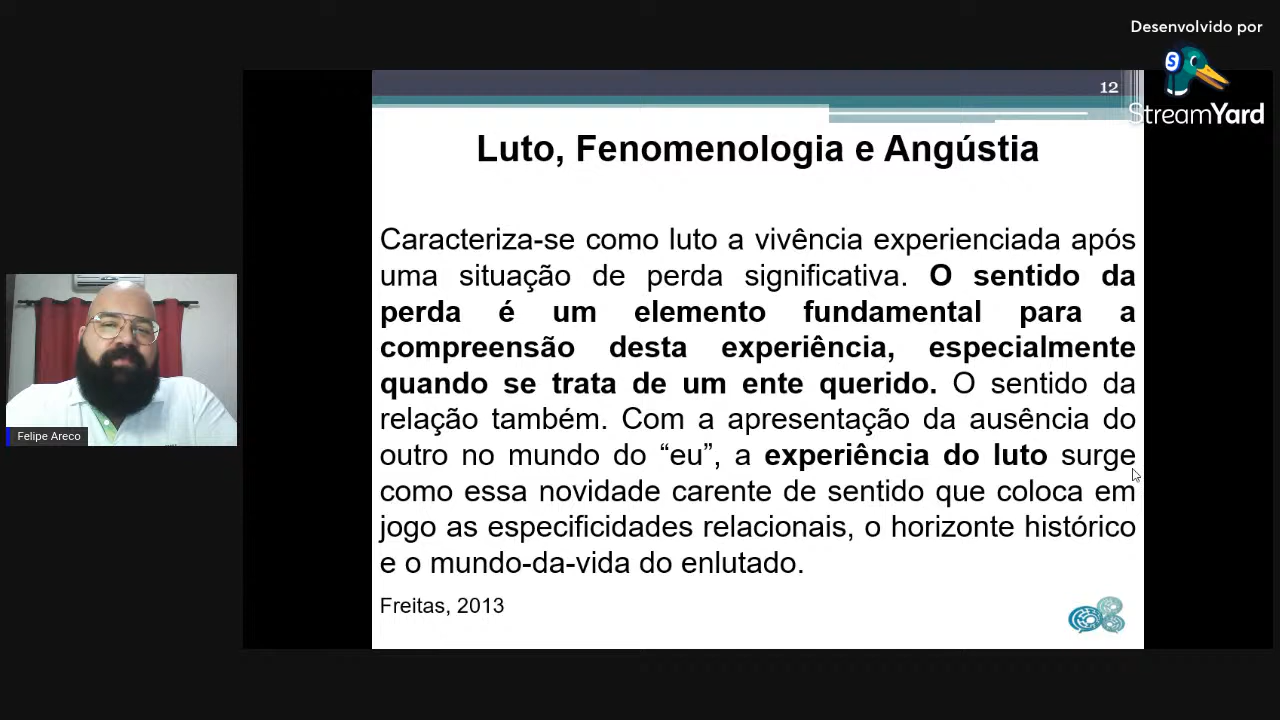 Desenvolvido por
StreamYard
12
Luto, Fenomenologia e Angústia
Caracteriza-se como luto a vivência experienciada após
uma situação de perda significativa. O sentido da
perda é um elemento fundamental para a
compreensão desta experiência, especialmente
quando se trata de um ente querido. O sentido da
relação também. Com a apresentação da ausência do
outro no mundo do “eu”, a experiência do luto surge
como essa novidade carente de sentido que coloca em
jogo as especificidades relacionais, o horizonte histórico
e o mundo-da-vida do enlutado.
Freitas, 2013
Felipe Areco